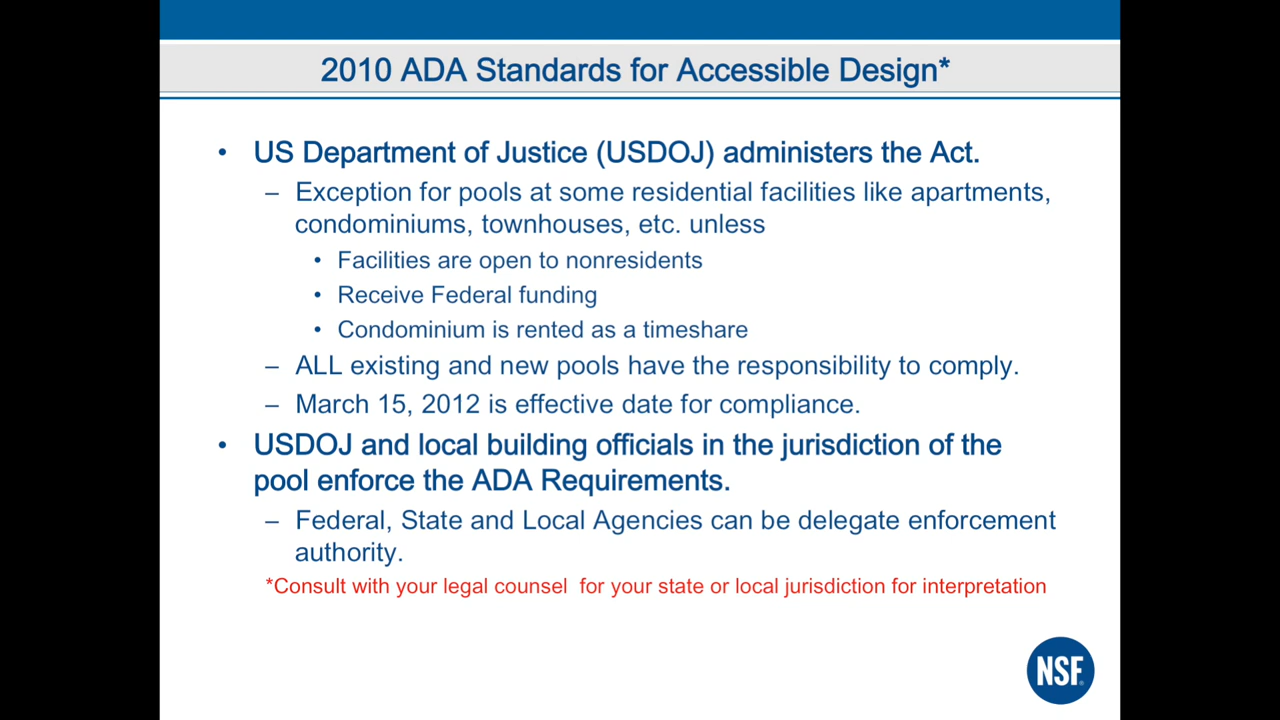 2010 ADA Standards for Accessible Design*
• US Department of Justice (USDOJ) administers the Act.
– Exception for pools at some residential facilities like apartments,
condominiums, townhouses, etc. unless
• Facilities are open to nonresidents
• Receive Federal funding
• Condominium is rented as a timeshare
– ALL existing and new pools have the responsibility to comply.
– March 15, 2012 is effective date for compliance.
• USDOJ and local building officials in the jurisdiction of the
pool enforce the ADA Requirements.
– Federal, State and Local Agencies can be delegate enforcement
authority.
*Consult with your legal counsel  for your state or local jurisdiction for interpretation
NSF®